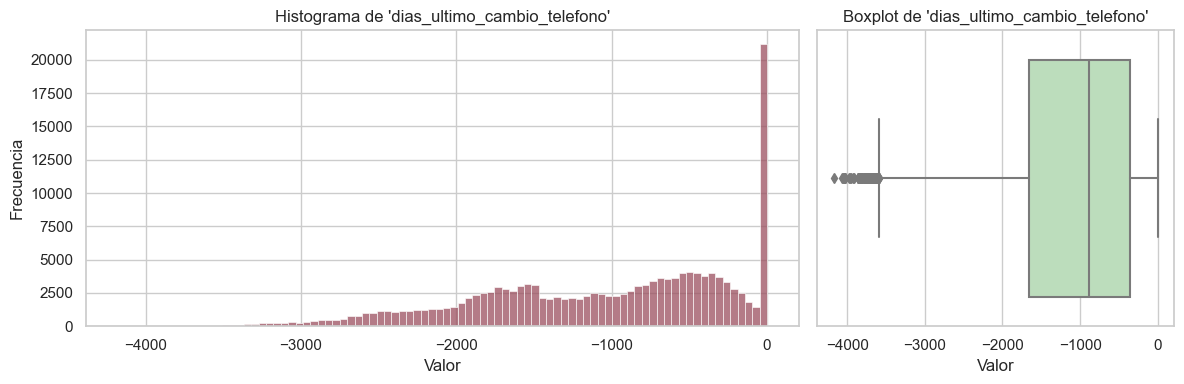 Histograma de 'dias_ultimo_cambio_telefono'
Frecuencia
20000
17500
15000
12500
10000
7500
5000
2500
0
−4000 −3000 −2000 −1000 0
Valor
Boxplot de 'dias_ultimo_cambio_telefono'
−4000 −3000 −2000 −1000 0
Valor